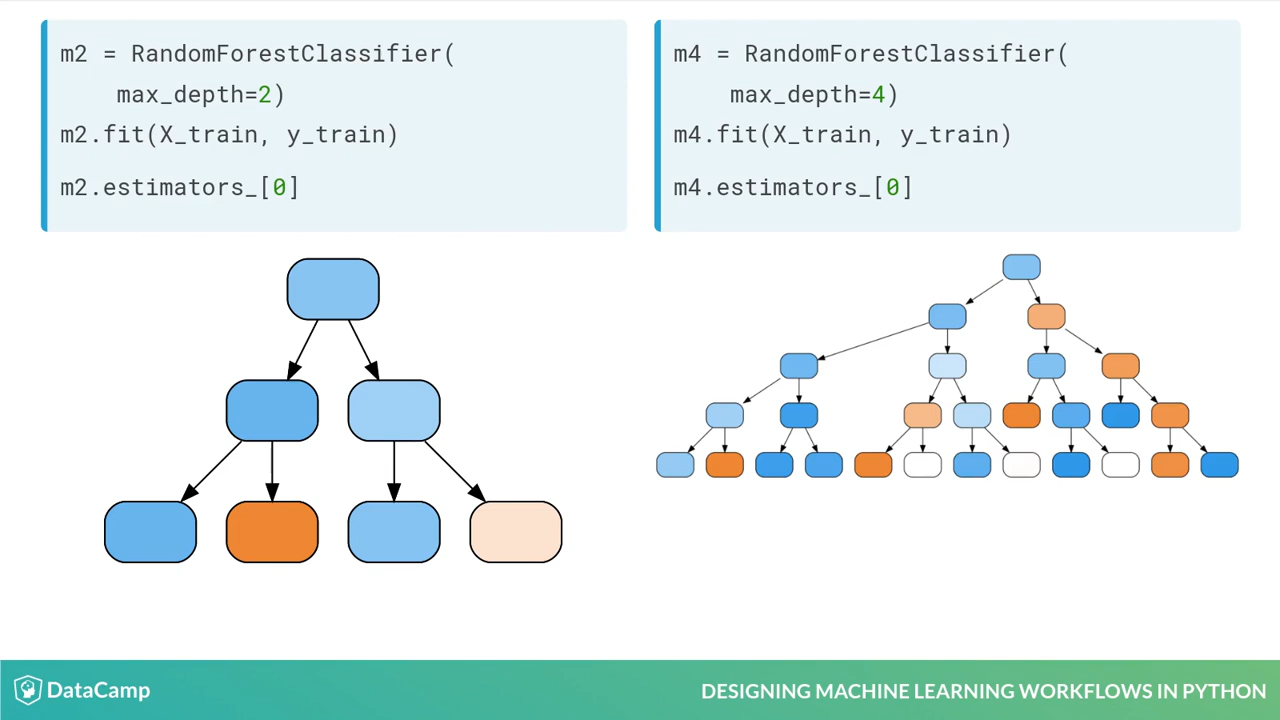 m2 = RandomForestClassifier(
    max_depth=2)
m2.fit(X_train, y_train)
m2.estimators_[0]
m4 = RandomForestClassifier(
    max_depth=4)
m4.fit(X_train, y_train)
m4.estimators_[0]
DataCamp
DESIGNING MACHINE LEARNING WORKFLOWS IN PYTHON